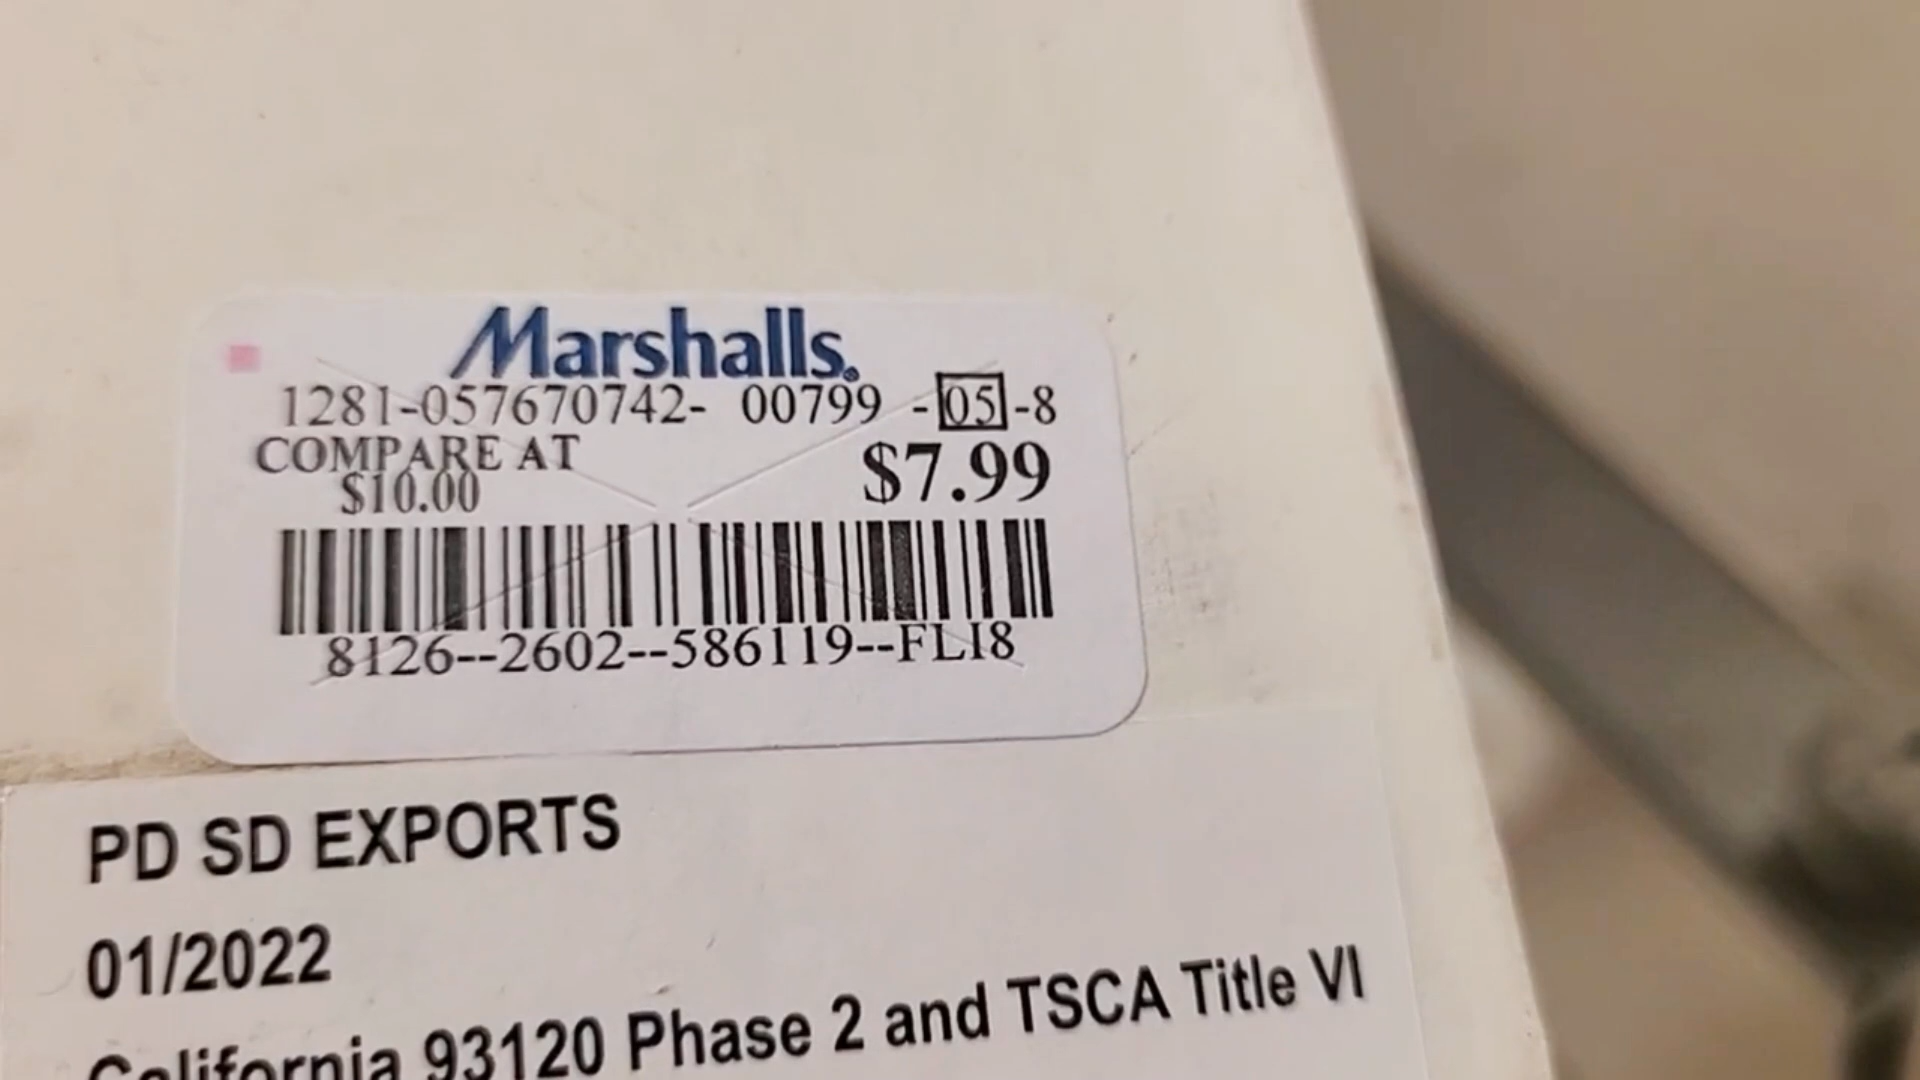 Marshalls.
1281-057670742- 00799 -05-8
COMPARE AT
$10.00
$7.99
8126--2602--586119--FLI8
PD SD EXPORTS
01/2022
California 93120 Phase 2 and TSCA Title VI